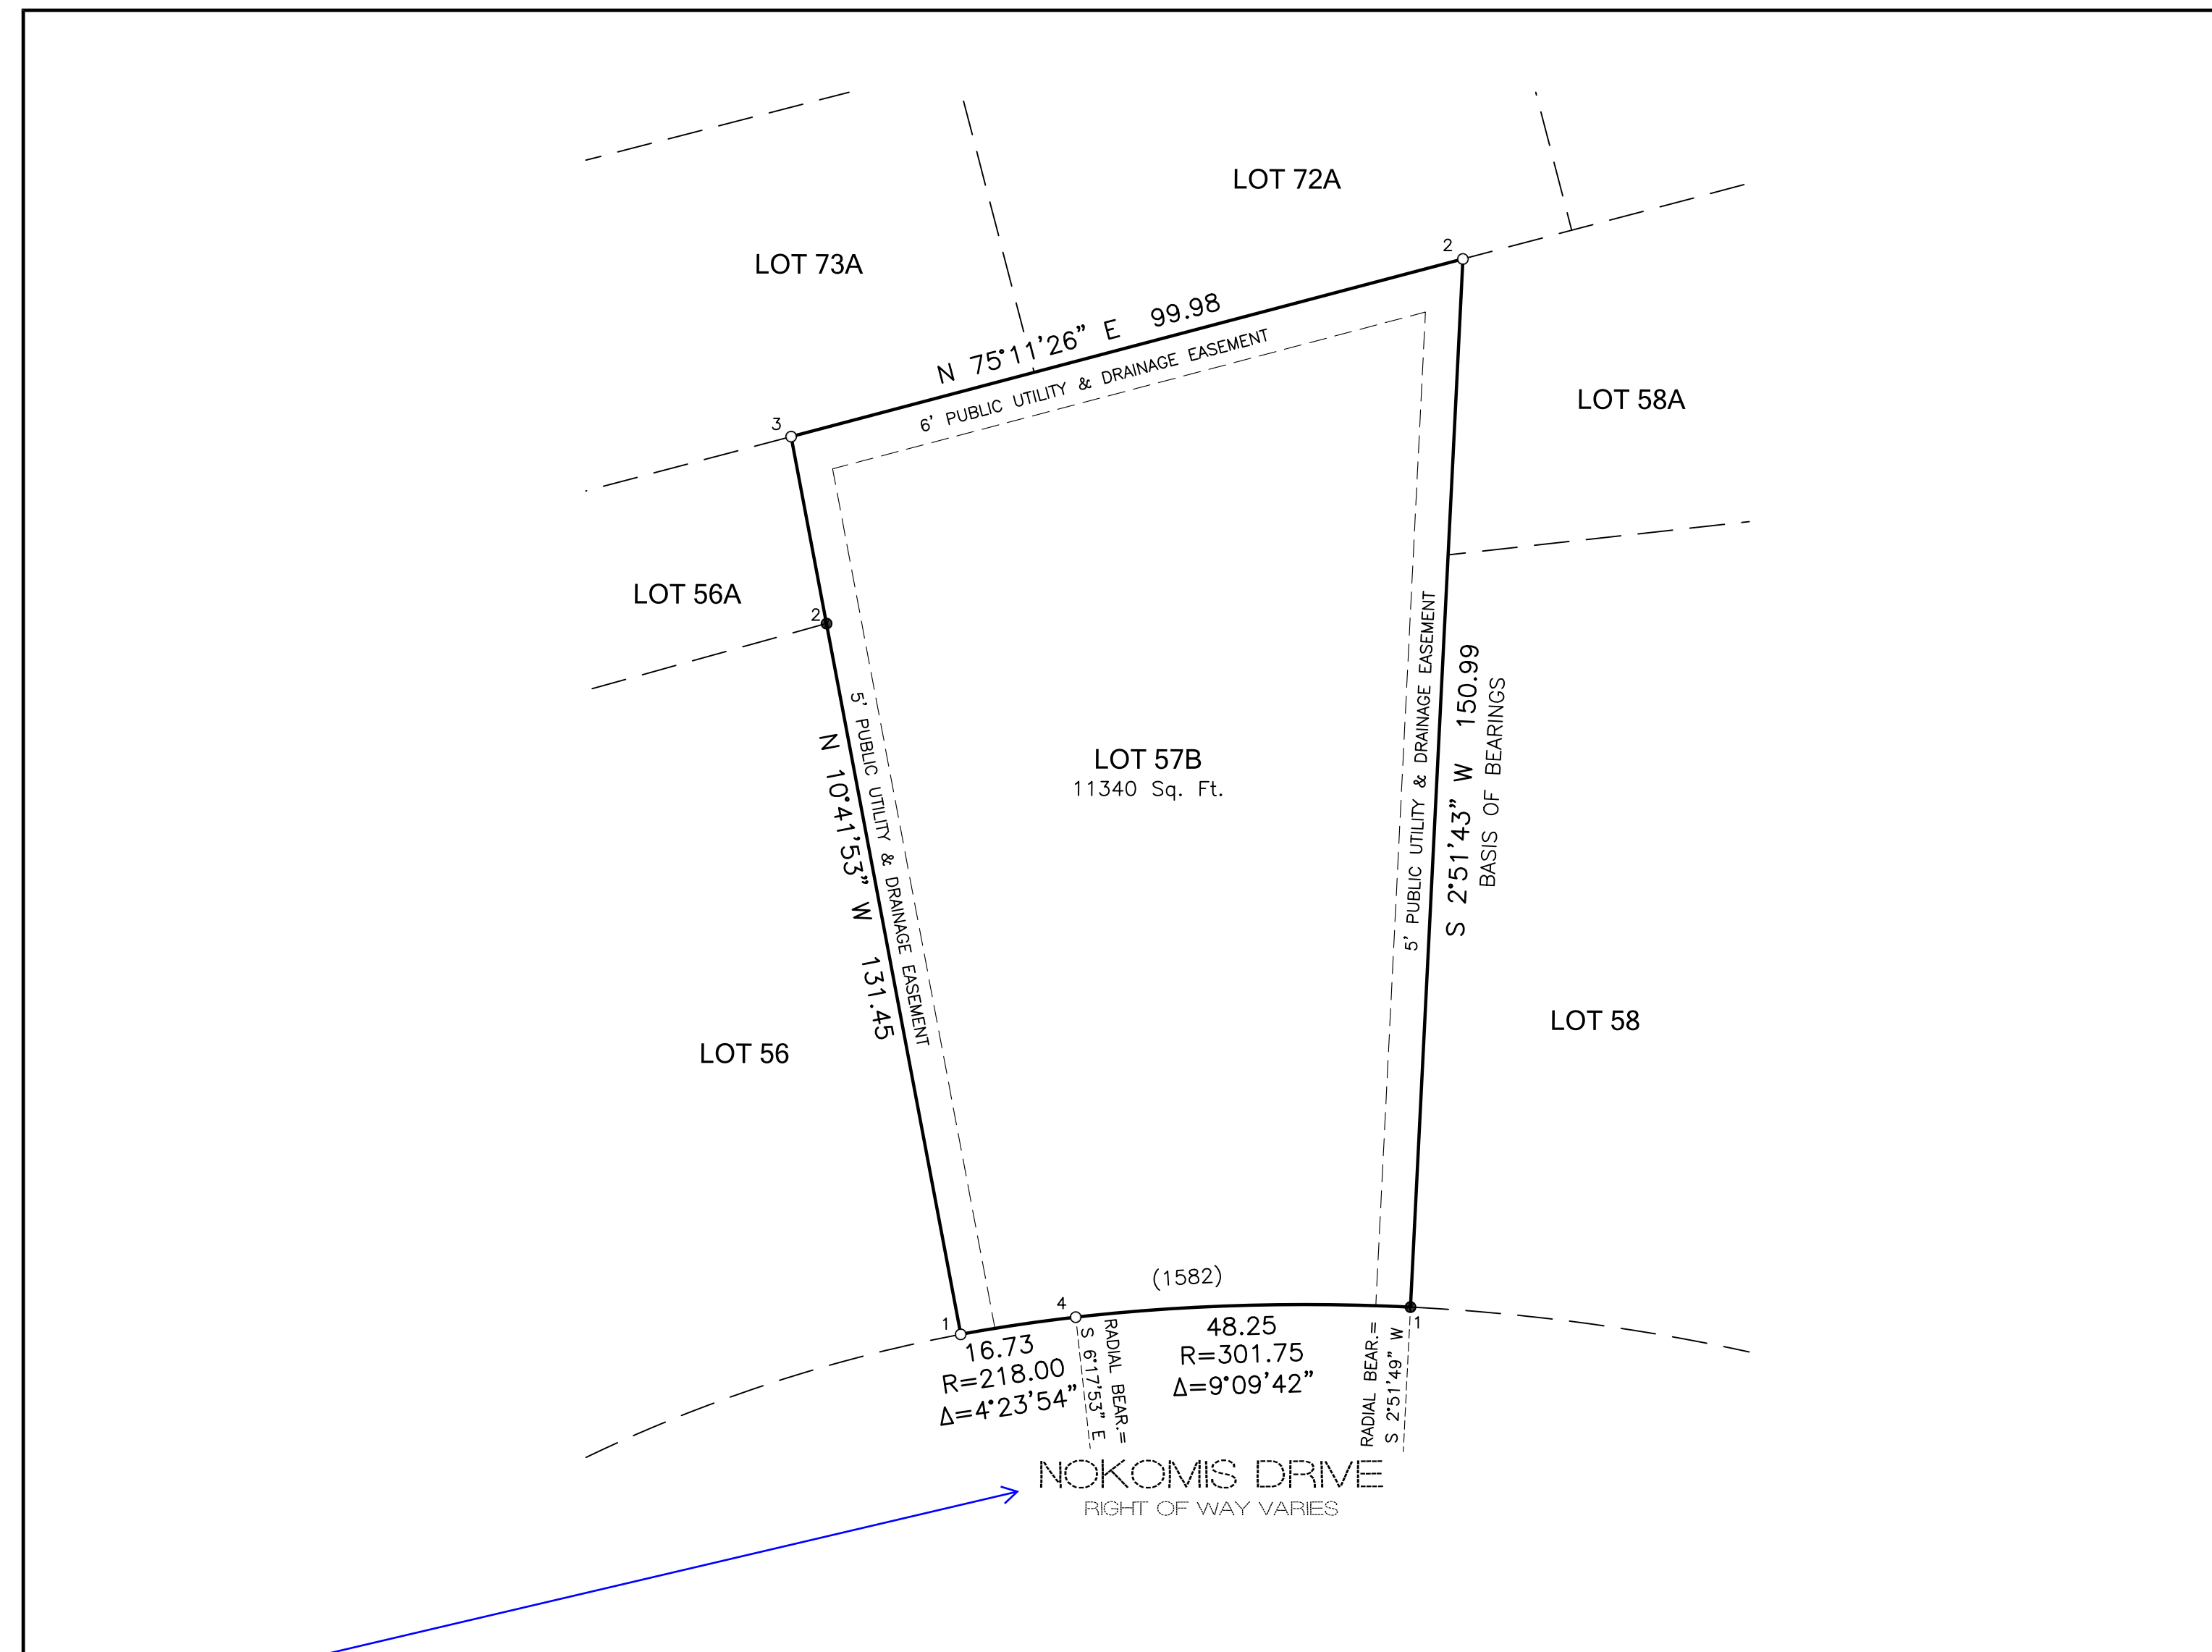 LOT 72A
2
LOT 73A
N 75°11'26" E 99.98
6' PUBLIC UTILITY & DRAINAGE EASEMENT
3
LOT 58A
LOT 56A
2
5' PUBLIC UTILITY & DRAINAGE EASEMENT
N 10°41'53" W 131.45
LOT 57B
11340 Sq. Ft.
5' PUBLIC UTILITY & DRAINAGE EASEMENT
S 2°51'43" W 150.99
BASIS OF BEARINGS
LOT 56
LOT 58
(1582)
1
4
1
16.73
R=218.00
Δ=4°23'54"
RADIAL BEAR.=
S 6°17'53" E
48.25
R=301.75
Δ=9°09'42"
RADIAL BEAR.=
S 2°51'49" W
NOKOMIS DRIVE
RIGHT OF WAY VARIES